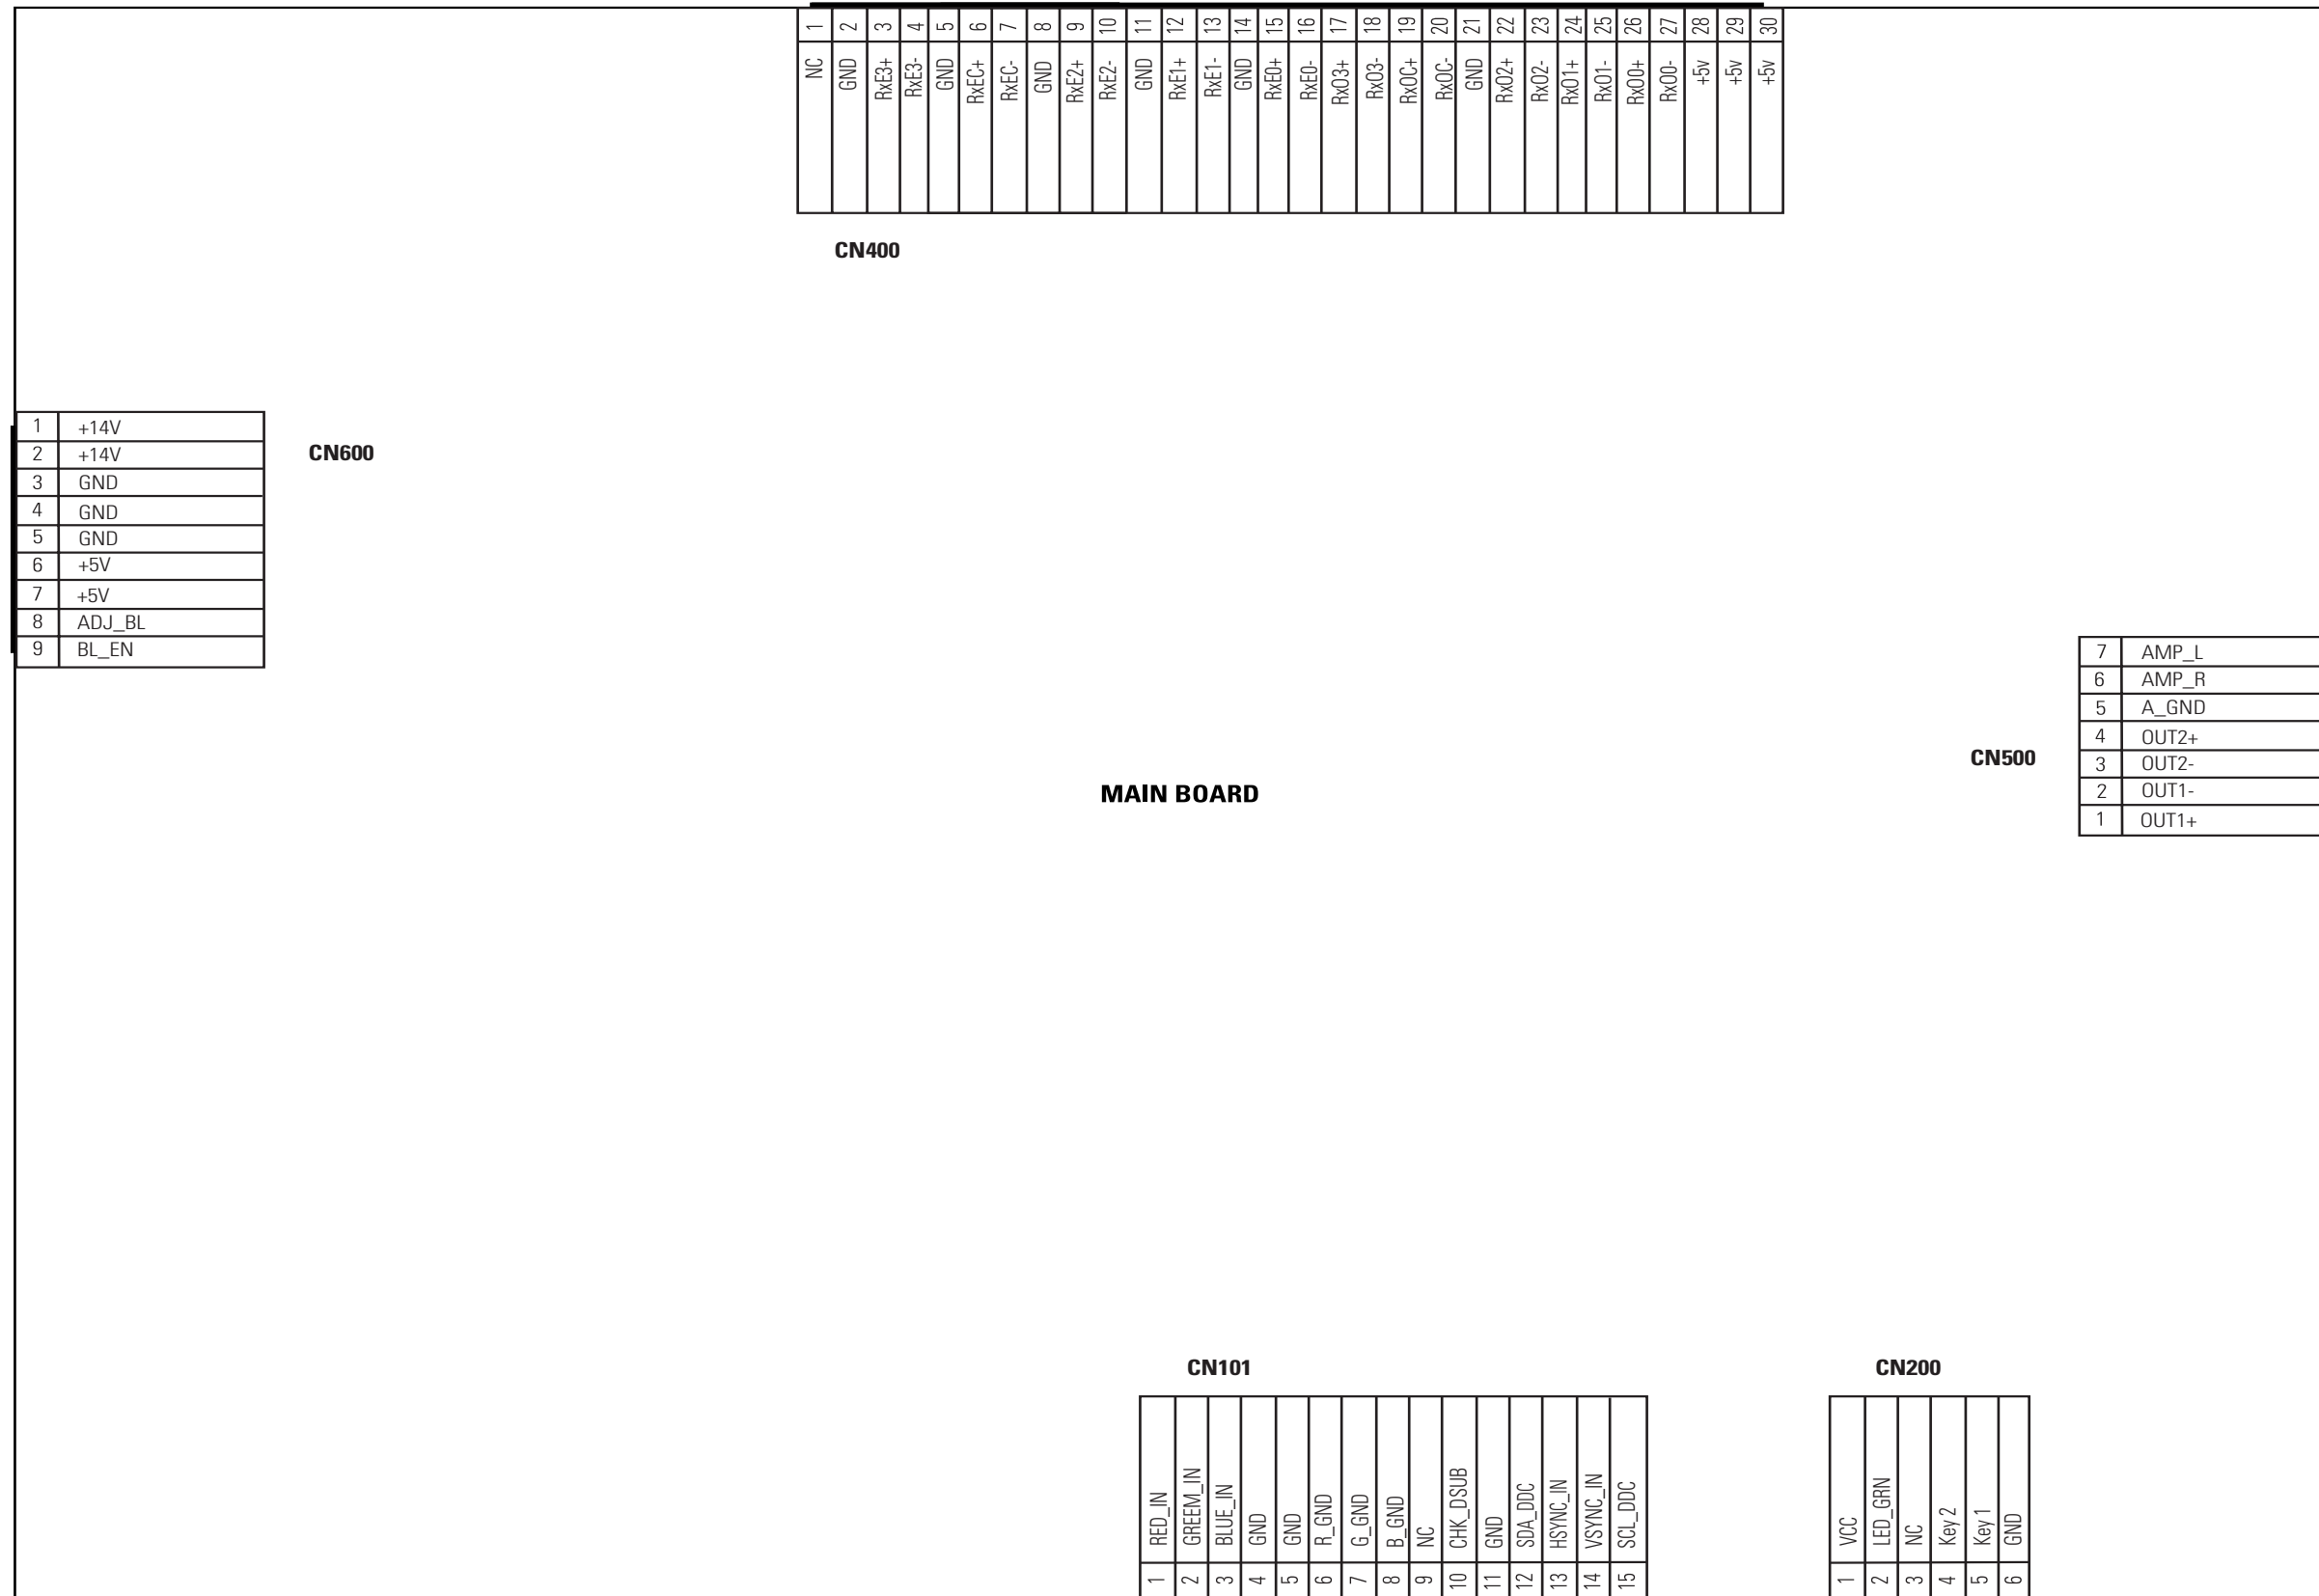 1 NC
2 GND
3 RxE3+
4 RxE3-
5 GND
6 RxEC+
7 RxEC-
8 GND
9 RxE2+
10 RxE2-
11 GND
12 RxE1+
13 RxE1-
14 GND
15 RxE0+
16 RxE0-
17 RxO3+
18 RxO3-
19 RxOC+
20 RxOC-
21 GND
22 RxO2+
23 RxO2-
24 RxO1+
25 RxO1-
26 RxO0+
27 RxO0-
28 +5v
29 +5v
30 +5v
CN400
1 +14V
2 +14V
3 GND
4 GND
5 GND
6 +5V
7 +5V
8 ADJ_BL
9 BL_EN
CN600
7 AMP_L
6 AMP_R
5 A_GND
4 OUT2+
3 OUT2-
2 OUT1-
1 OUT1+
CN500
MAIN BOARD
CN101
1 RED_IN
2 GREEM_IN
3 BLUE_IN
4 GND
5 GND
6 R_GND
7 G_GND
8 B_GND
9 NC
10 CHK_DSUB
11 GND
12 SDA_DDC
13 HSYNC_IN
14 VSYNC_IN
15 SCL_DDC
CN200
1 VCC
2 LED_GRN
3 NC
4 Key 2
5 Key 1
6 GND